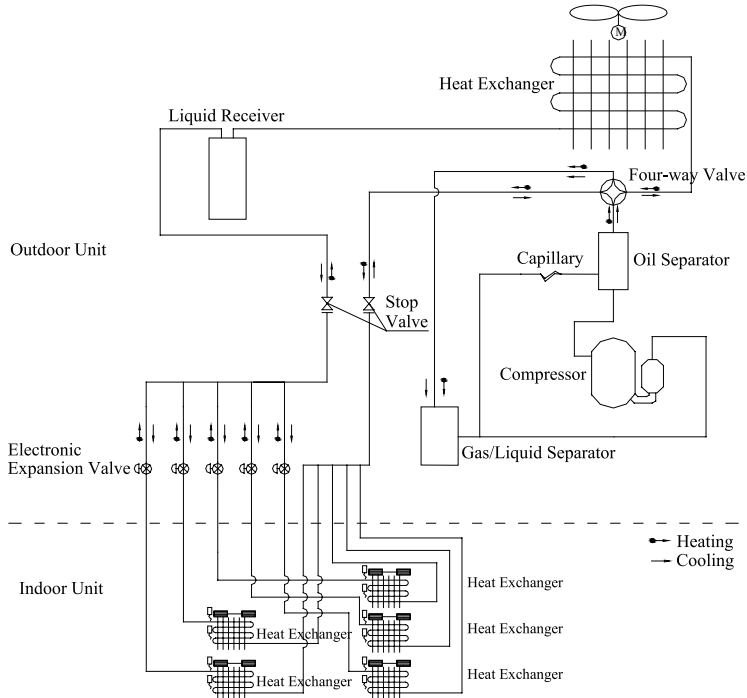 M
Heat Exchanger
Liquid Receiver
Four-way Valve
Outdoor Unit
Capillary
Oil Separator
Stop
Valve
Compressor
Electronic
Expansion Valve
Gas/Liquid Separator
Heating
Cooling
Indoor Unit
Heat Exchanger
Heat Exchanger
Heat Exchanger
Heat Exchanger
Heat Exchanger